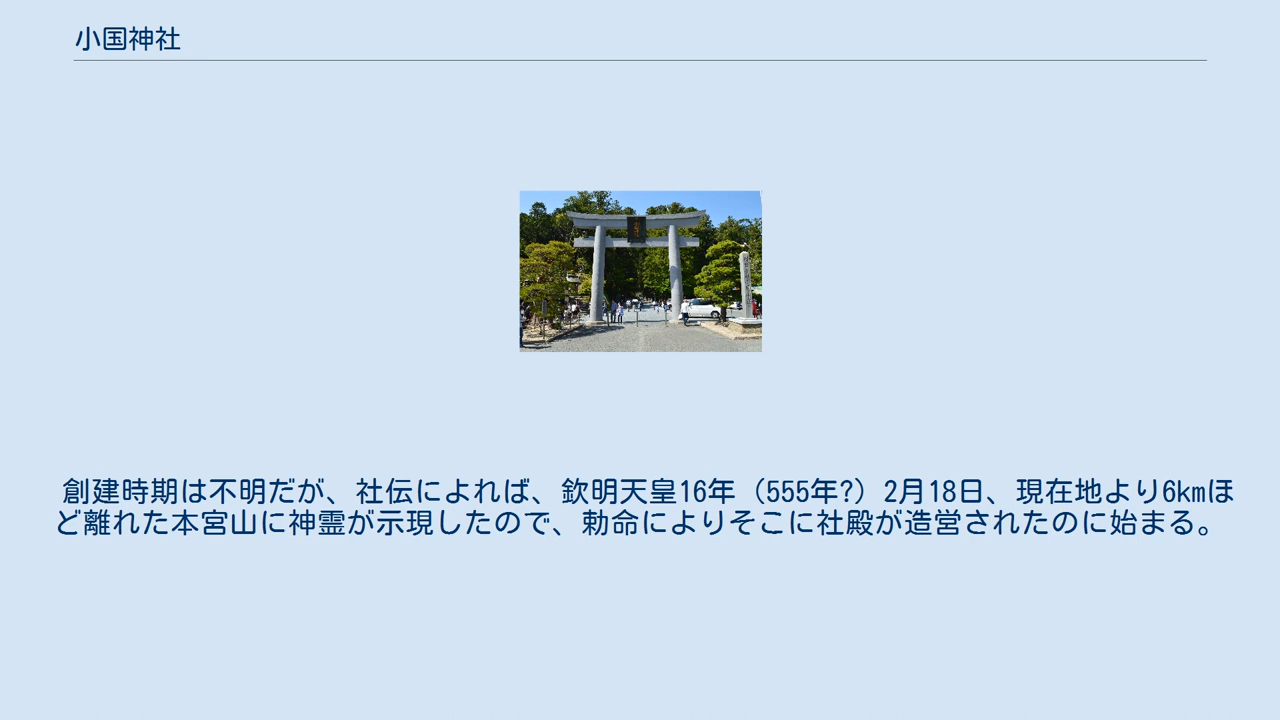 小国神社
創建時期は不明だが、社伝によれば、欽明天皇16年（555年?）2月18日、現在地より6kmほ
ど離れた本宮山に神霊が示現したので、勅命によりそこに社殿が造営されたのに始まる。